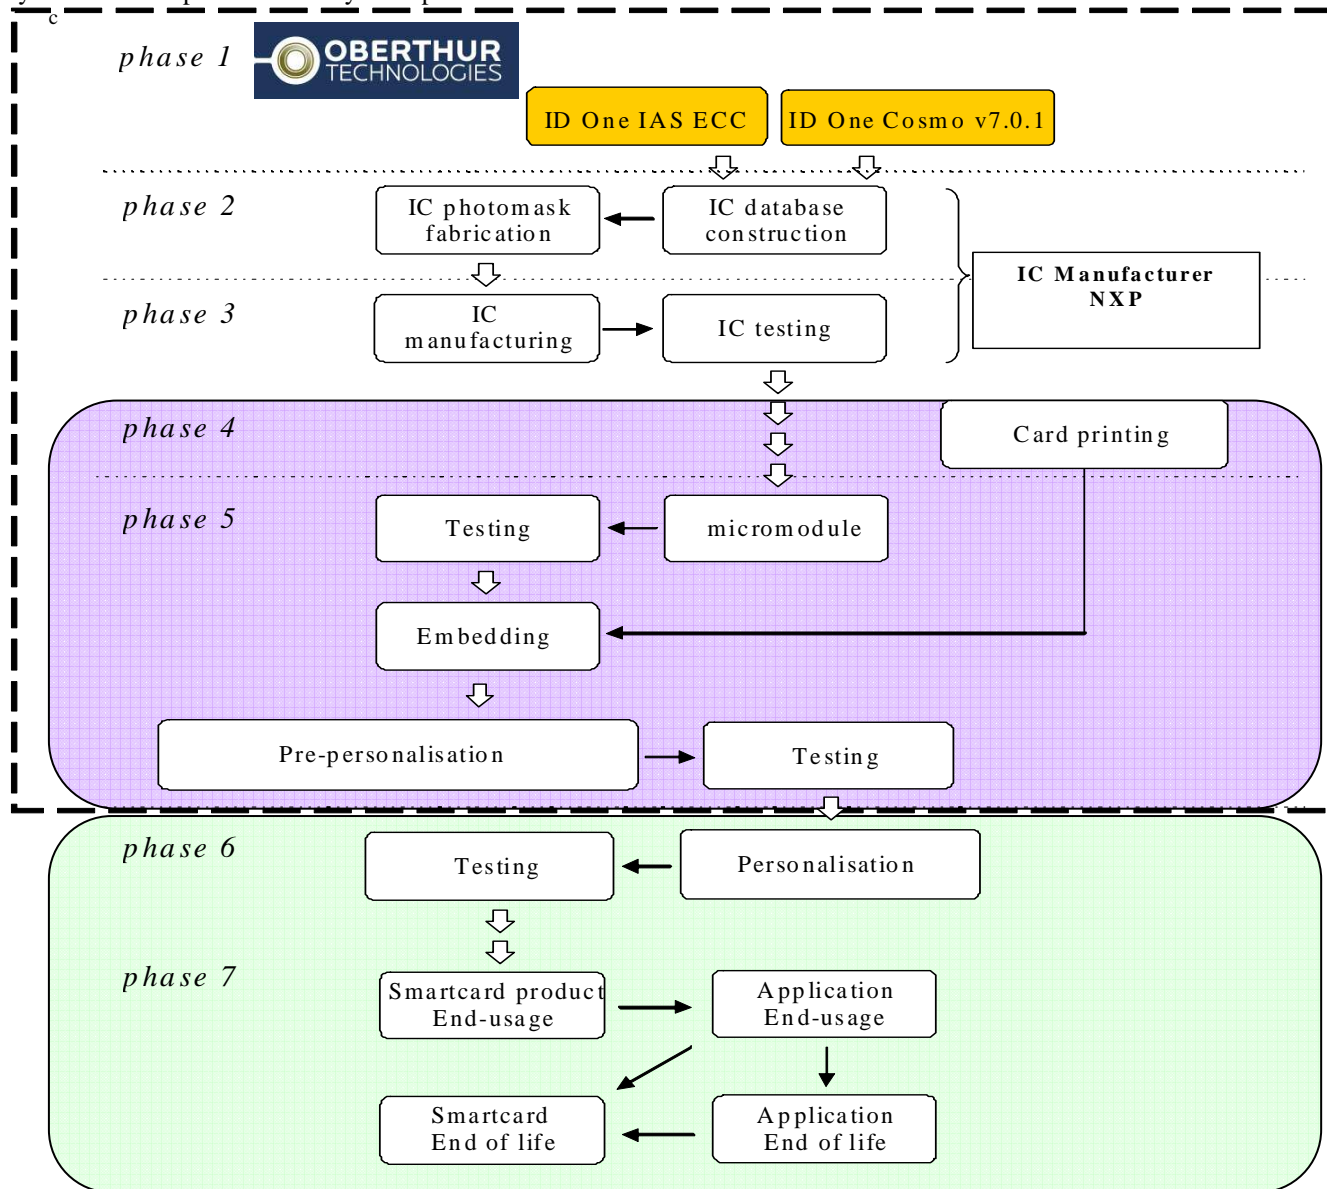 c
phase 1
OBERTHUR
TECHNOLOGIES
ID One IAS ECC
ID One Cosmo v7.0.1
phase 2
IC photomask
fabrication
IC database
construction
IC Manufacturer
NXP
phase 3
IC
manufacturing
IC testing
phase 4
Card printing
phase 5
Testing
micromodule
Embedding
Pre-personalisation
Testing
phase 6
Testing
Personalisation
phase 7
Smartcard product
End-usage
Application
End-usage
Smartcard
End of life
Application
End of life